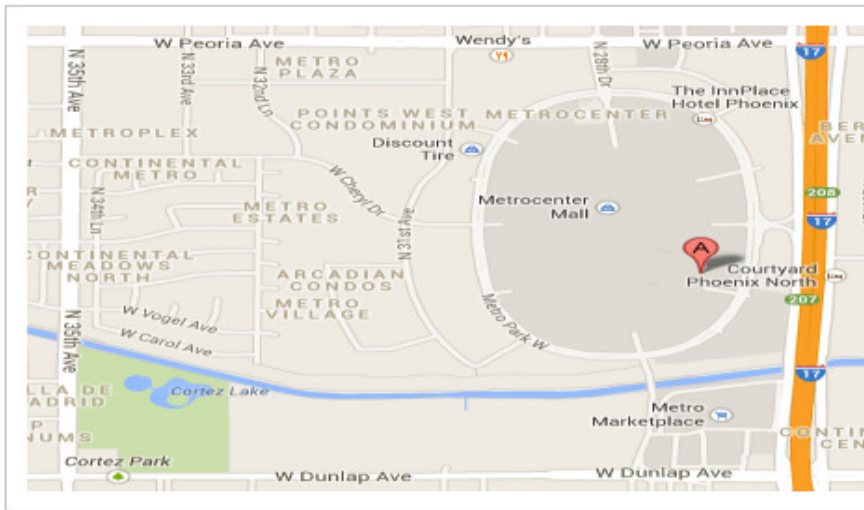 W Peoria Ave
Wendy's
W Peoria Ave
17
N 35th Ave
N 33rd Ave
N 32nd Ln
METRO
PLAZA
N 28th Dr
The InnPlace
Hotel Phoenix
POINTS WEST
CONDOMINIUM
METROCENTER
METROPLEX
Discount
Tire
CONTINENTAL
METRO
W Cheryl Dr
N 34th Ln
METRO
ESTATES
Metrocenter
Mall
208
17
N 31st Ave
A
CONTINENTAL
MEADOWS
NORTH
ARCADIAN
CONDOS
Courtyard
Phoenix North
207
METRO
VILLAGE
Metro Park W
W Vogel Ave
W Carol Ave
N 35th Ave
17
Cortez Lake
Metro
Marketplace
Cortez Park
W Dunlap Ave
W Dunlap Ave